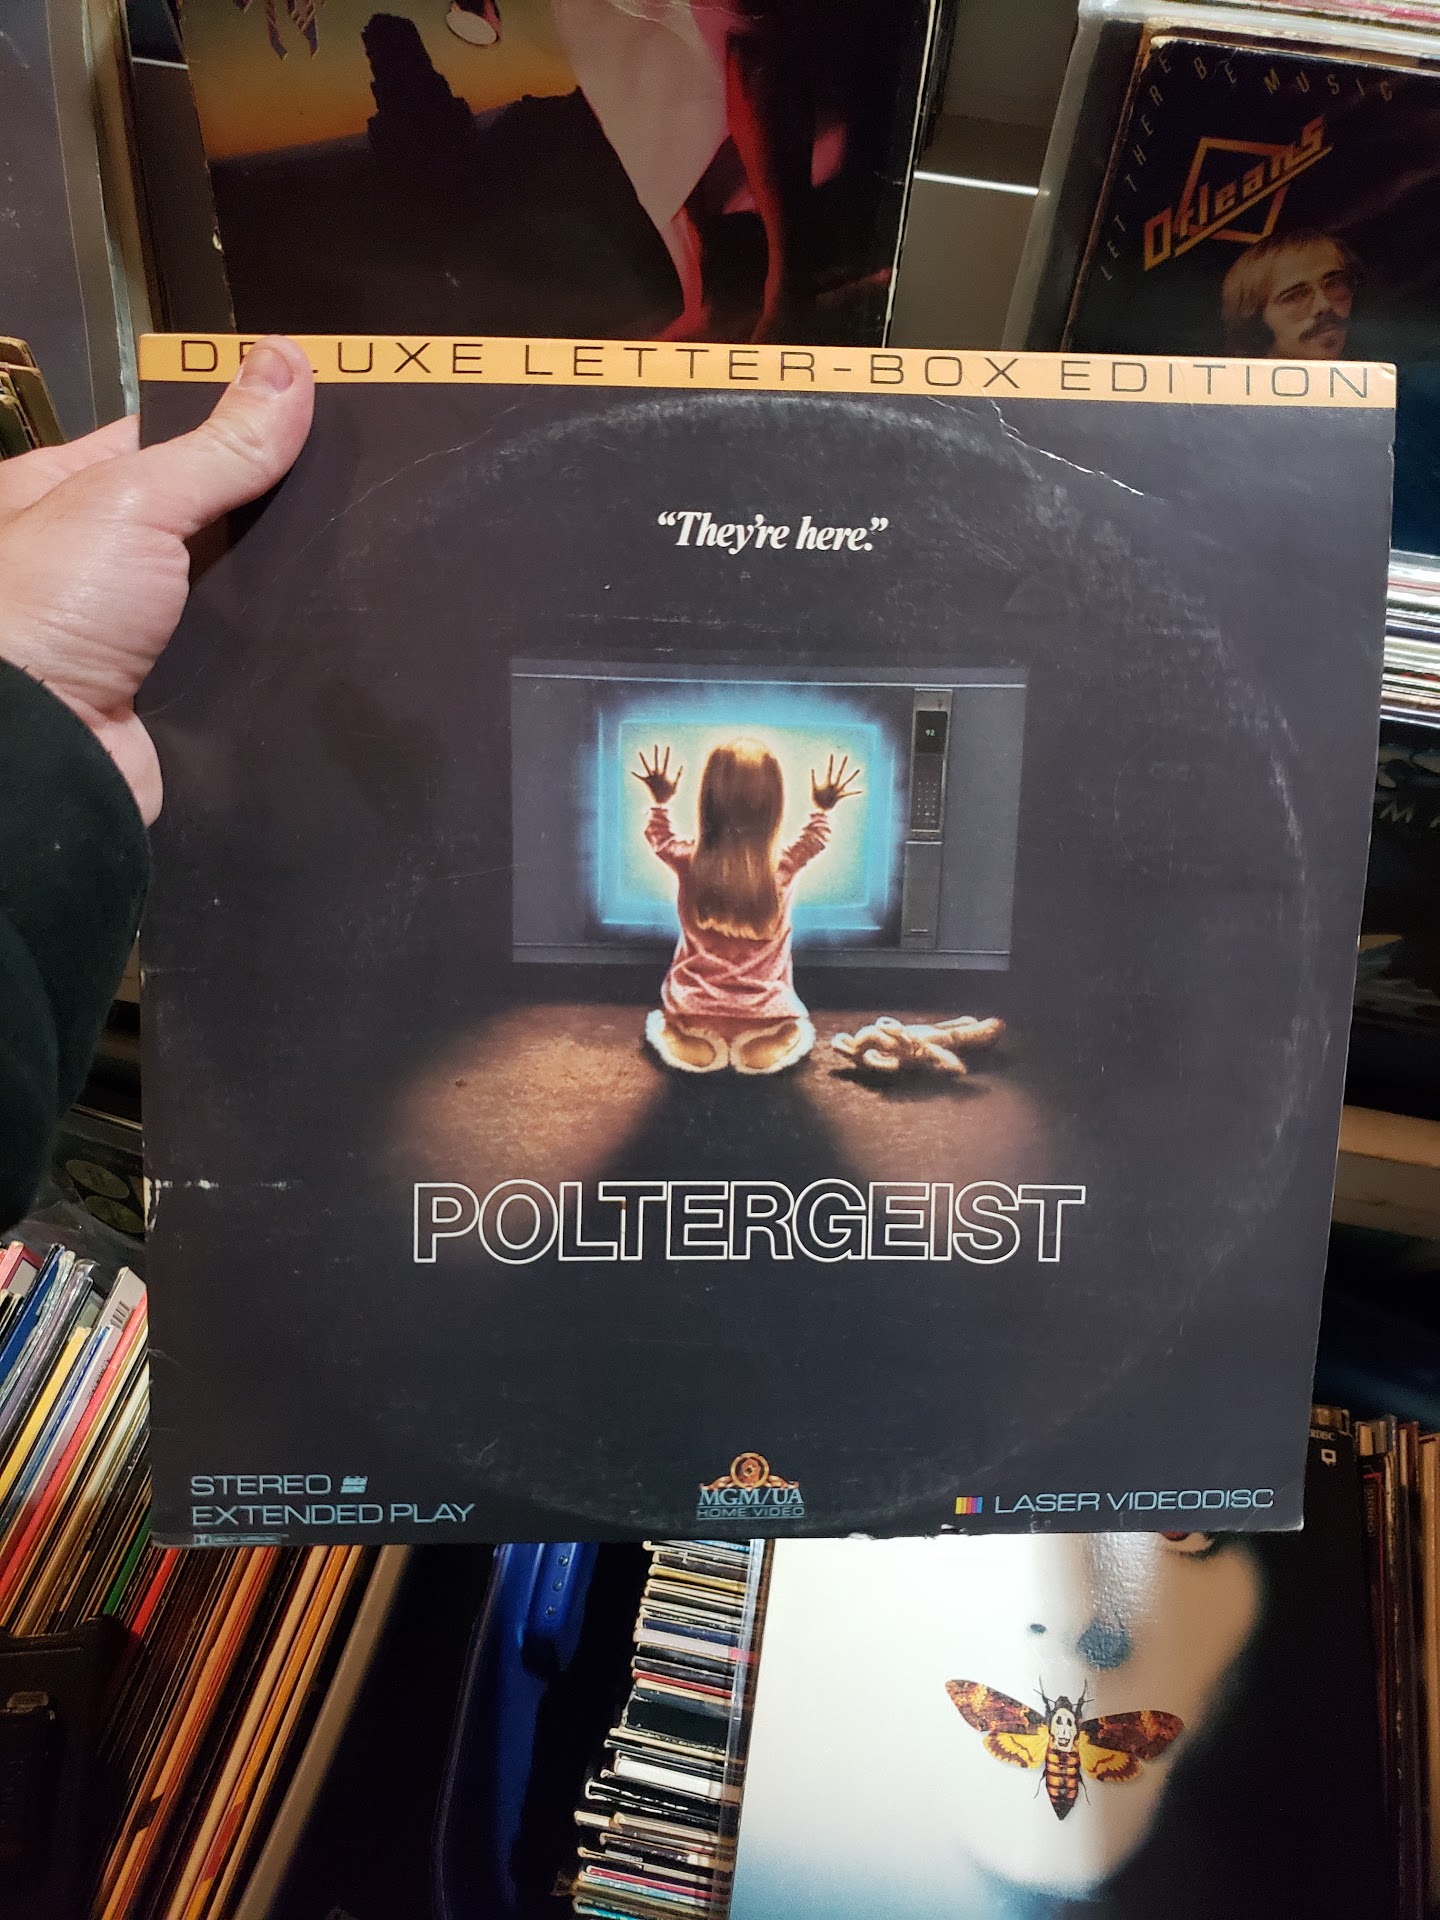 LET THERE BE MUSIC
Orleans
DELUXE LETTER-BOX EDITION
“They’re here.”
92
POLTERGEIST
STEREO
EXTENDED PLAY
MGM/UA
HOME VIDEO
LASER VIDEODISC